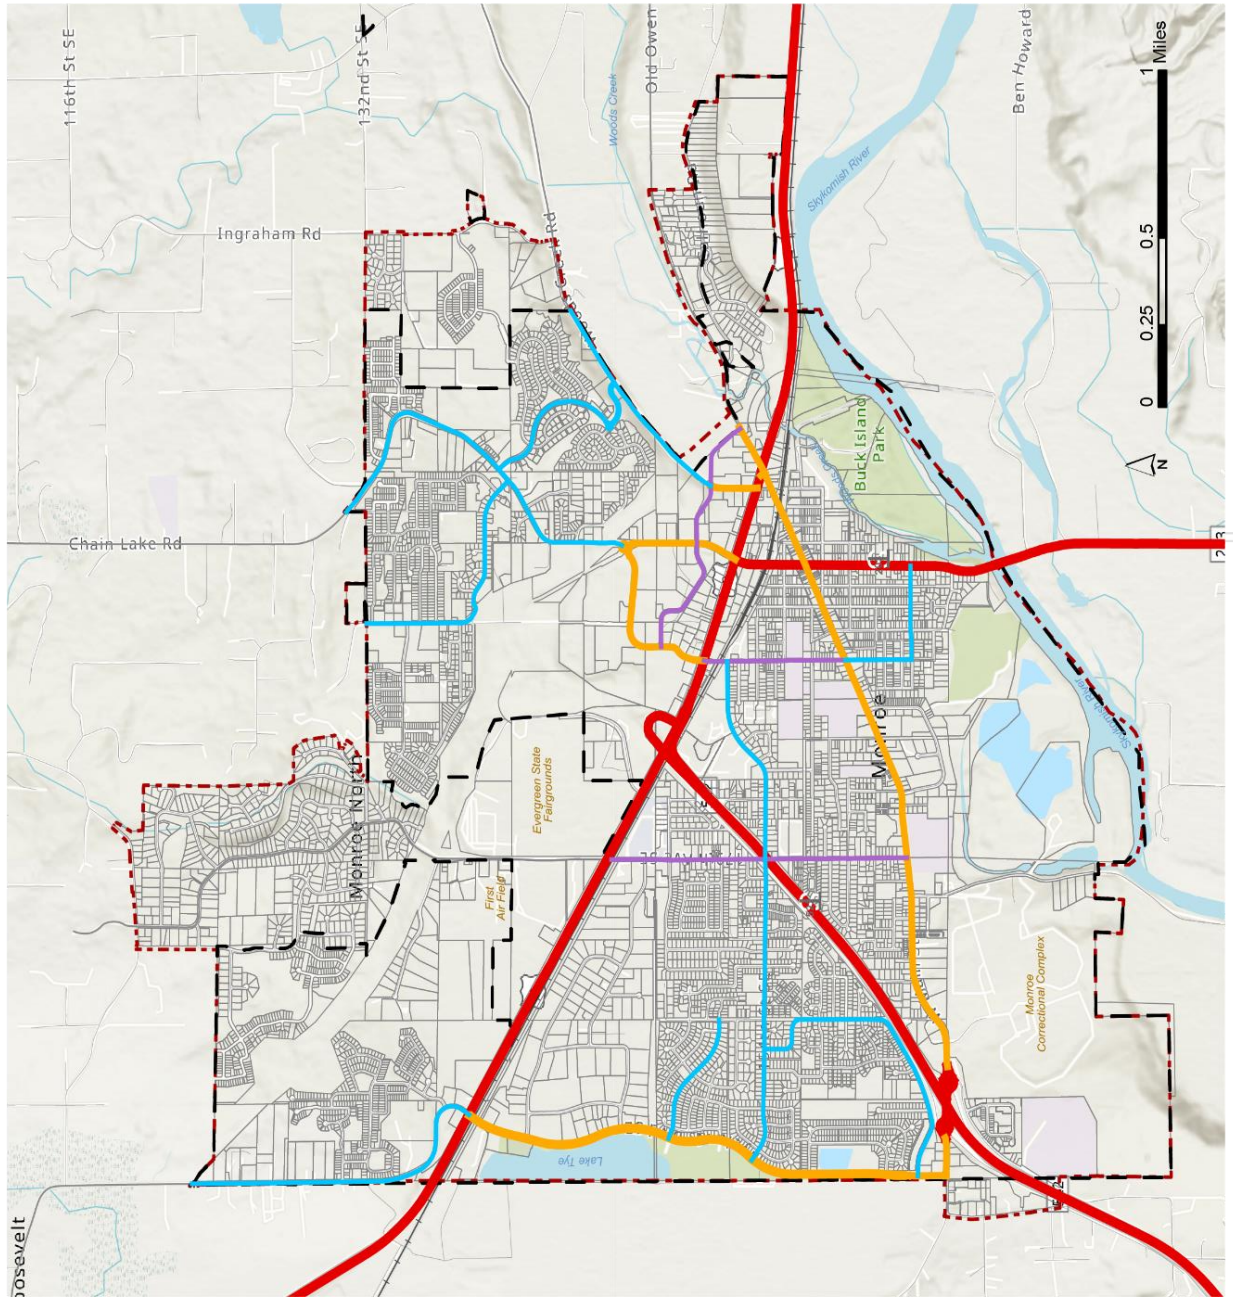 116th St SE
132nd St SE
Woods Creek
Old Owen
Ben Howard
1 Miles
0.5
0.25
0
N
Skykomish River
Ingraham Rd
Buck Island
Park
Chain Lake Rd
Monroe
Skykomish River
Evergreen State
Fairgrounds
Monroe North
First
Air Field
Monroe
Correctional Complex
Lake Tye
oosevelt